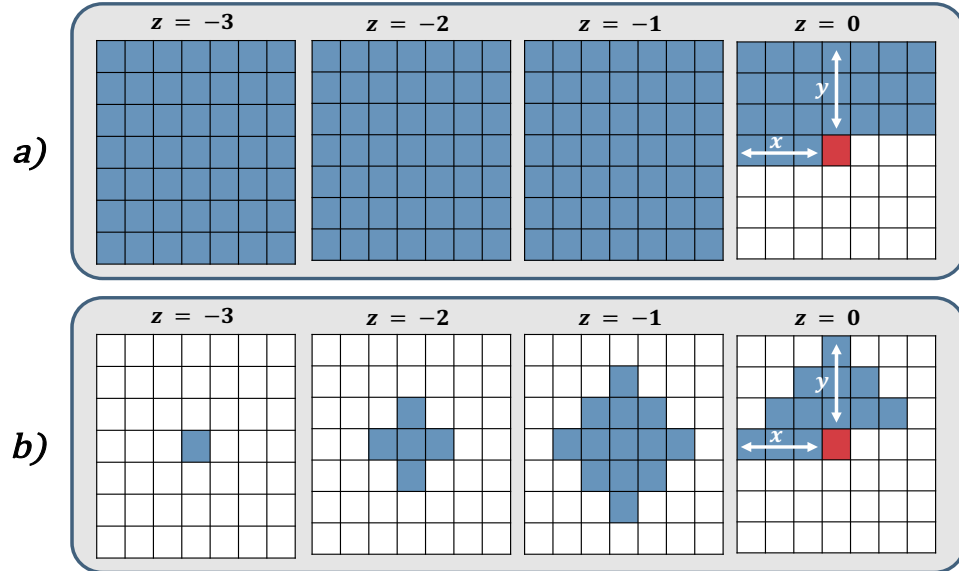 z = −3 z = −2 z = −1 z = 0
y
a) x
z = −3 z = −2 z = −1 z = 0
y
b) x